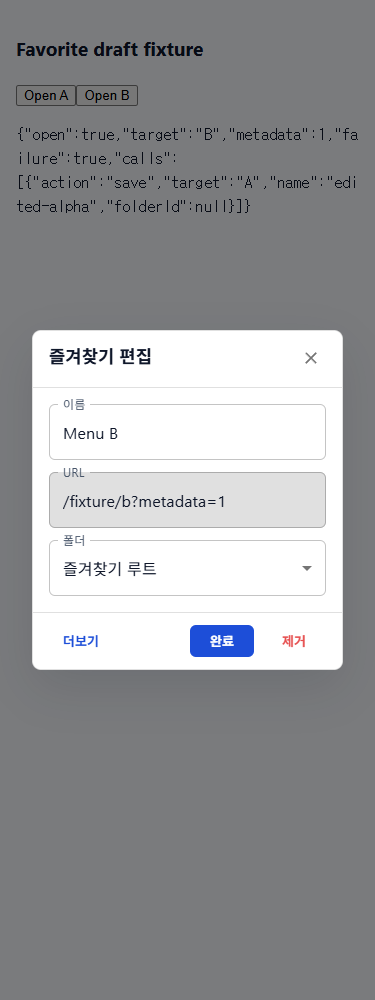 Favorite draft fixture
Open A Open B
{"open":true,"target":"B","metadata":1,"fa
ilure":true,"calls":
[{"action":"save","target":"A","name":"edi
ted-alpha","folderId":null}]}
즐겨찾기 편집
이름
Menu B
URL
/fixture/b?metadata=1
폴더
즐겨찾기 루트
더보기 완료 제거